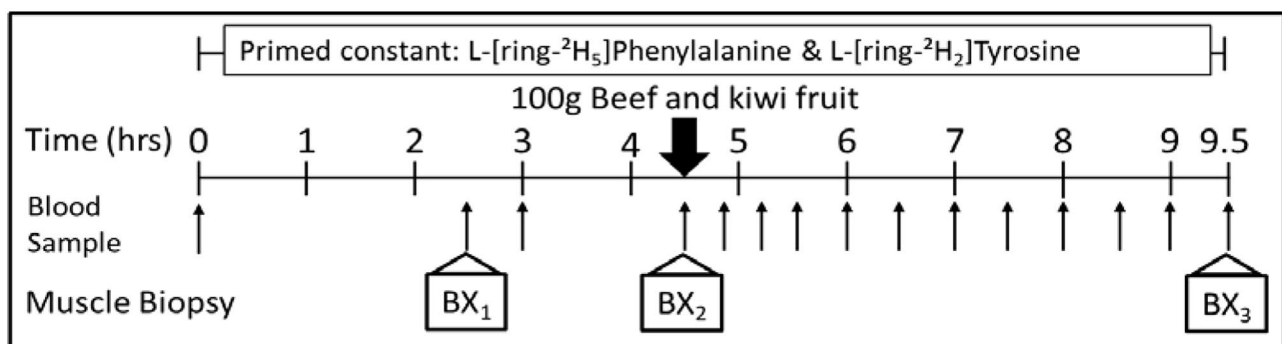 Primed constant: L-[ring-²H₅]Phenylalanine & L-[ring-²H₂]Tyrosine
100g Beef and kiwi fruit
Time (hrs) 0 1 2 3 4 5 6 7 8 9 9.5
Blood
Sample
Muscle Biopsy BX₁ BX₂ BX₃